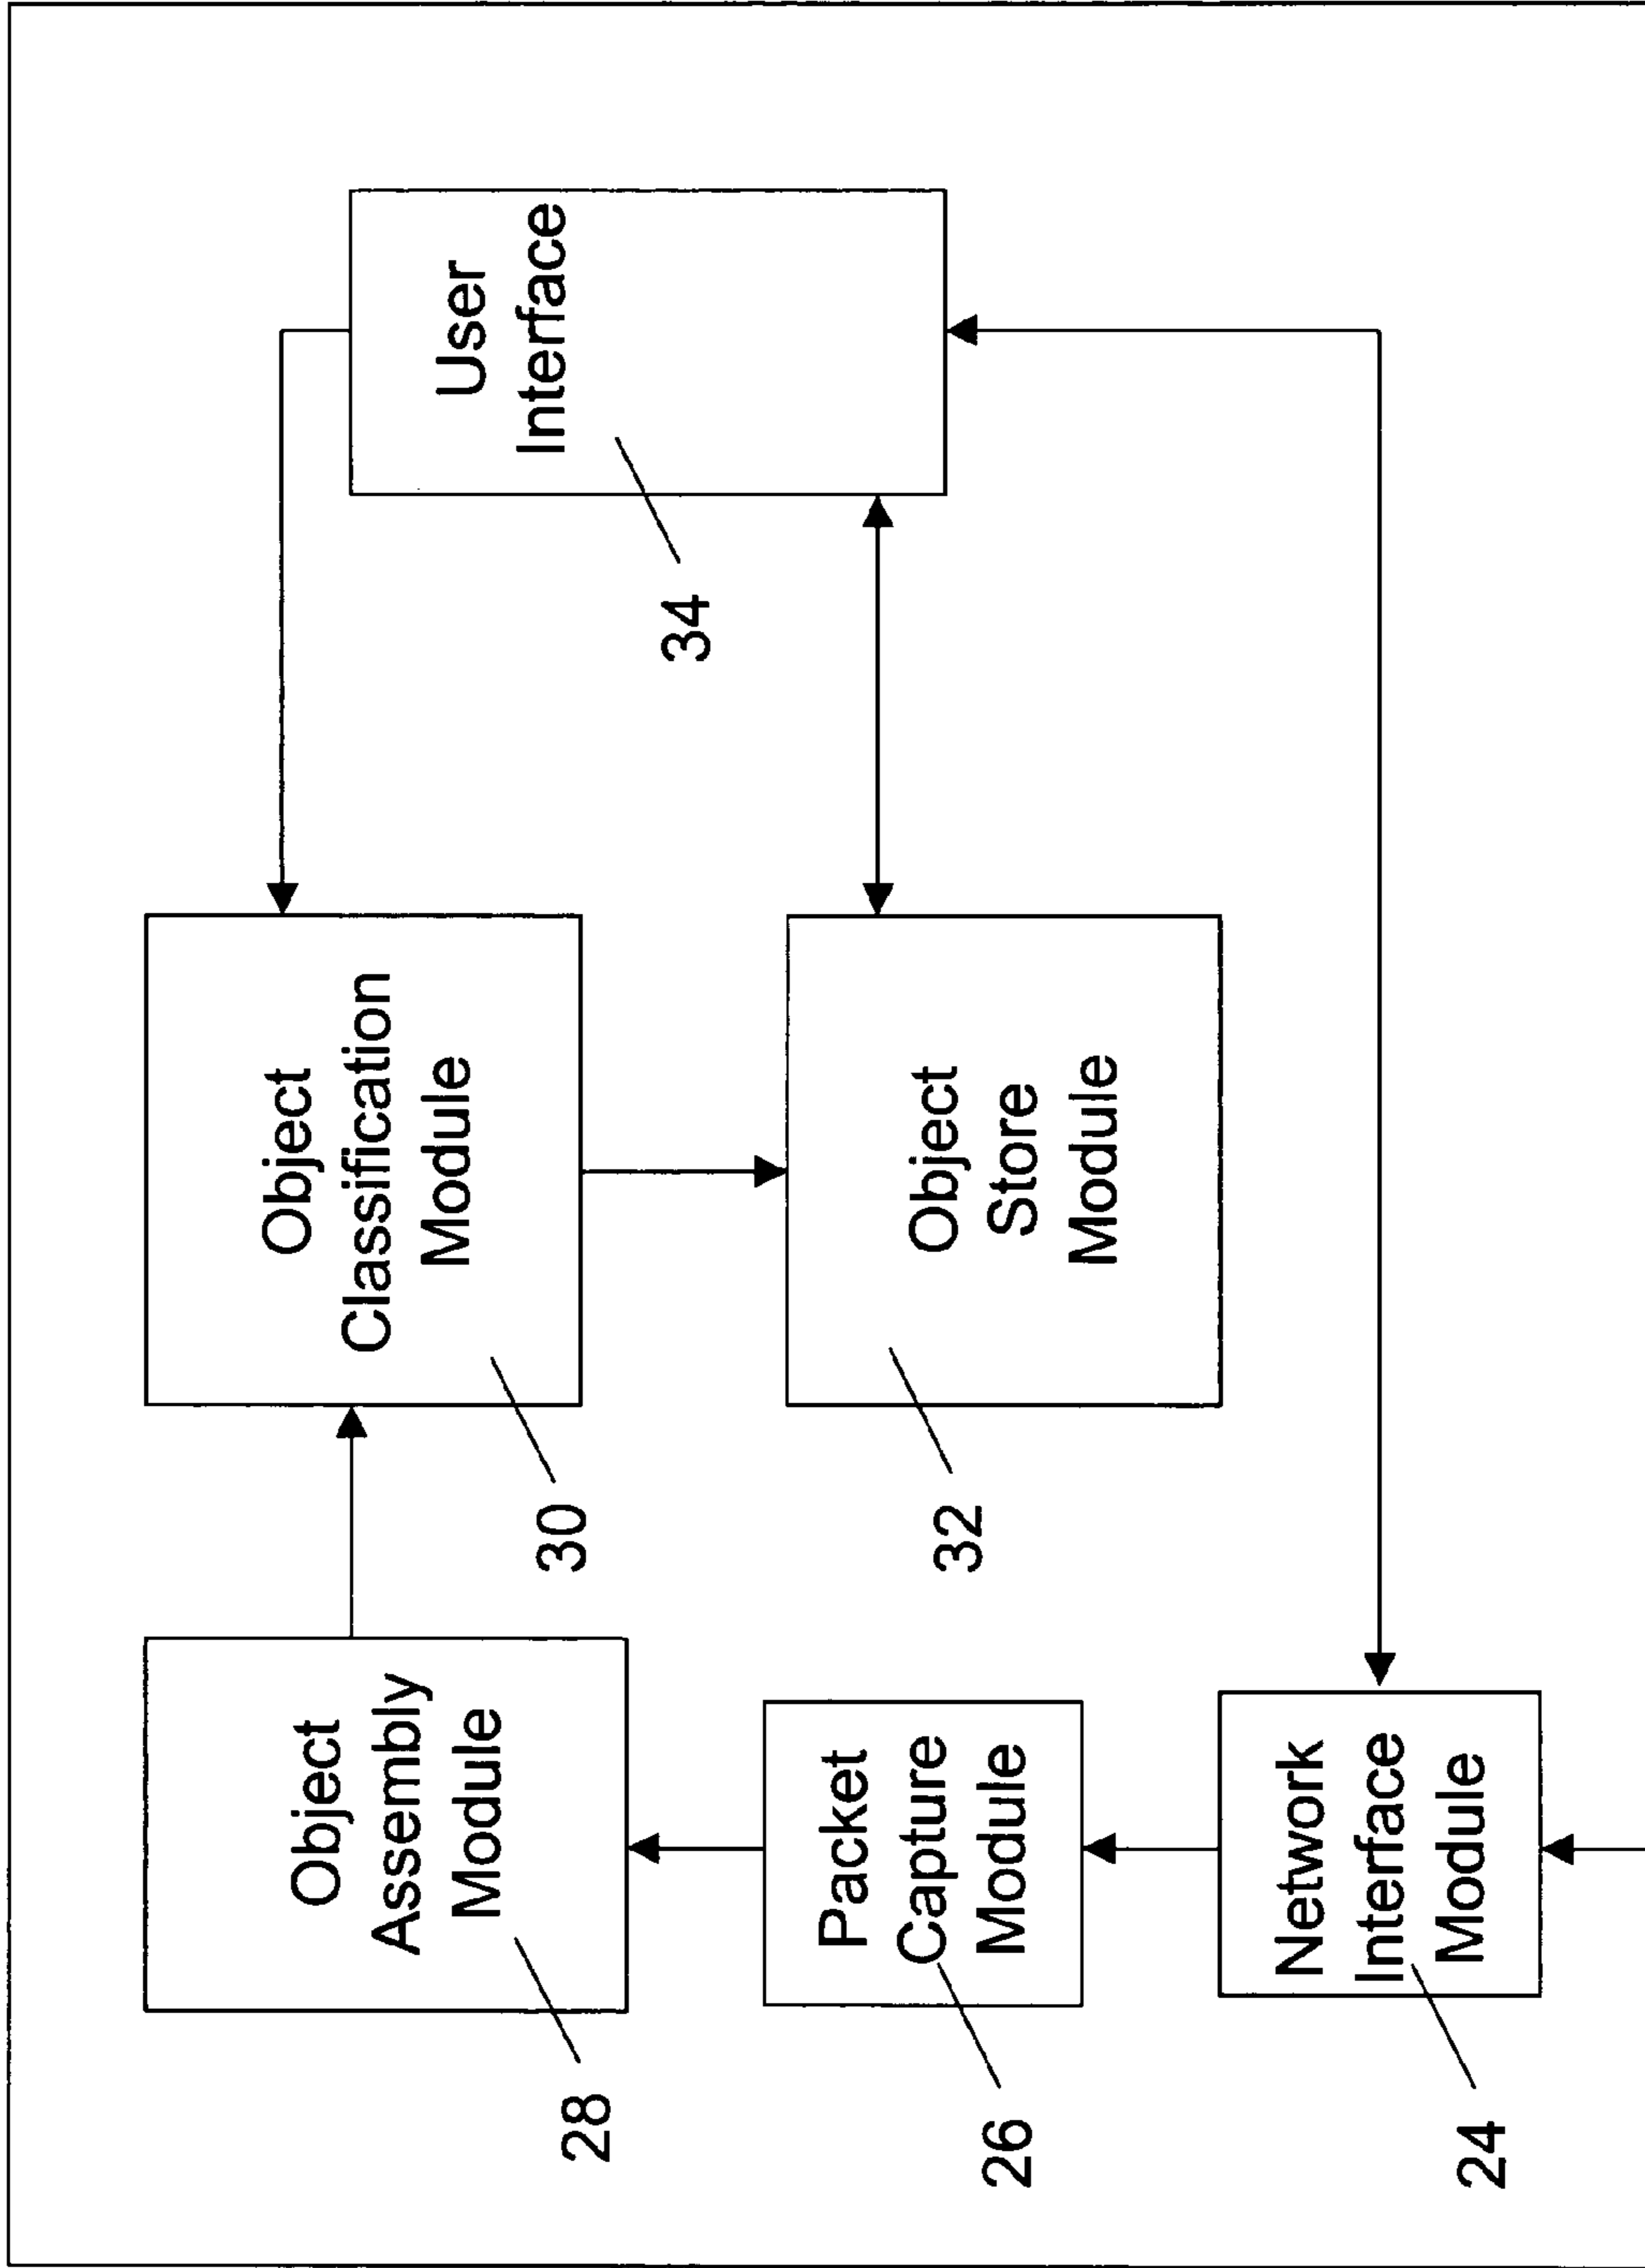 Object
Assembly
Module
28
Packet
Capture
Module
26
Network
Interface
Module
24
Object
Classification
Module
30
Object
Store
Module
32
User
Interface
34